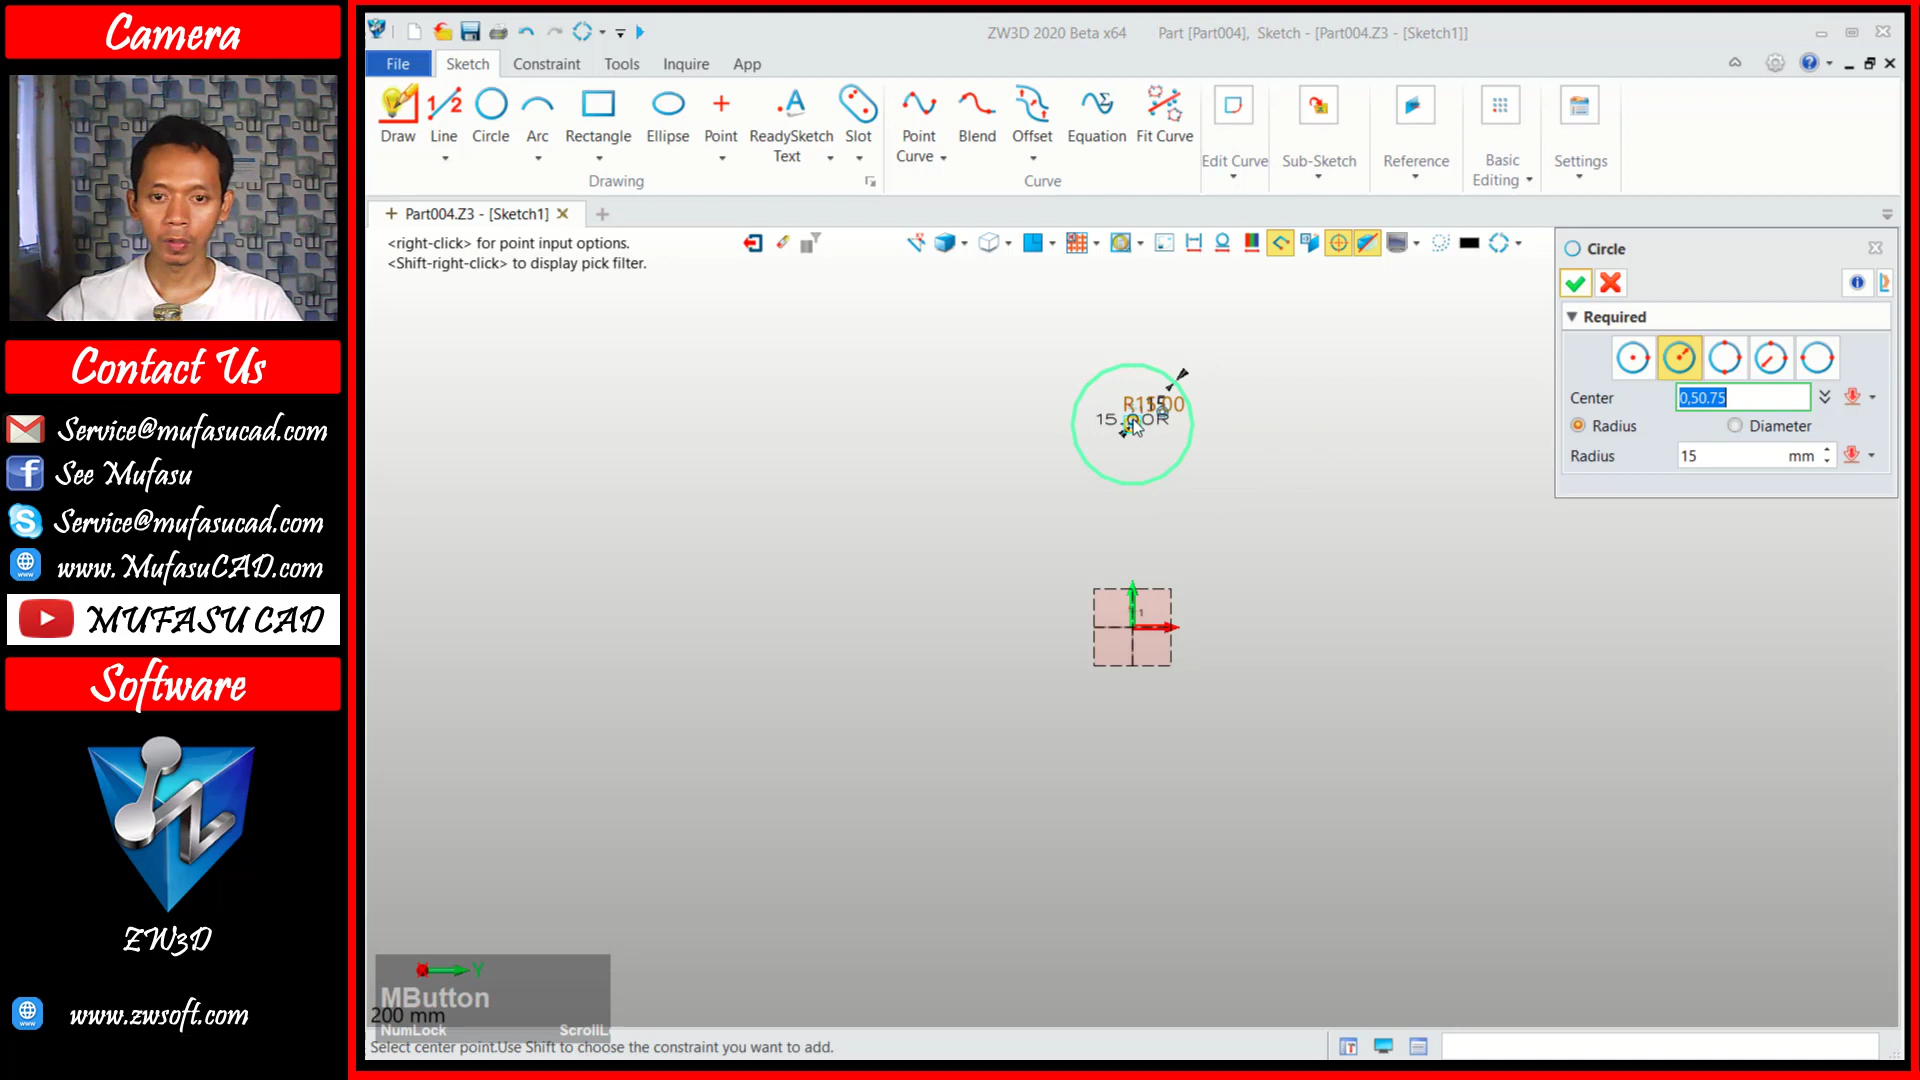 Camera
Contact Us
Service@mufasucad.com
See Mufasu
Service@mufasucad.com
www.MufasuCAD.com
MUFASU CAD
Software
ZW3D
www.zwsoft.com
ZW3D 2020 Beta x64 Part [Part004], Sketch - [Part004.Z3 - [Sketch1]]
File Sketch Constraint Tools Inquire App
Draw Line Circle Arc Rectangle Ellipse Point ReadySketch Text Slot Point Curve Blend Offset Equation Fit Curve Edit Curve Sub-Sketch Reference Basic Editing Settings
Drawing Curve
Part004.Z3 - [Sketch1]
<right-click> for point input options.
<Shift-right-click> to display pick filter.
Circle
Required
Center 0,50.75
Radius Diameter
Radius 15 mm
Y
MButton
200 mm
NumLock
Select center point.Use Shift to choose the constraint you want to add.